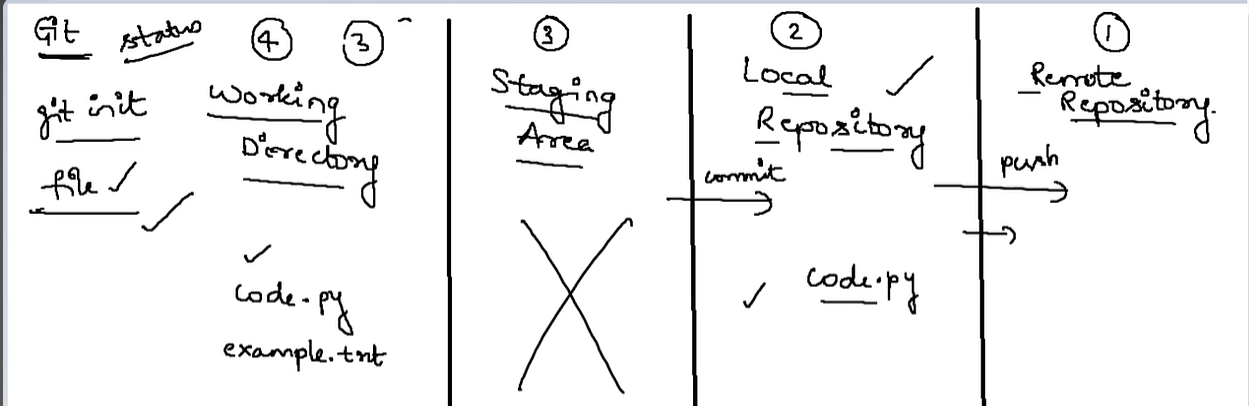 Git status
④ ③
git init
file
Working
Directory
code.py
example.txt
③
Staging
Area
commit
②
Local
Repository
code.py
①
Remote
Repository.
push